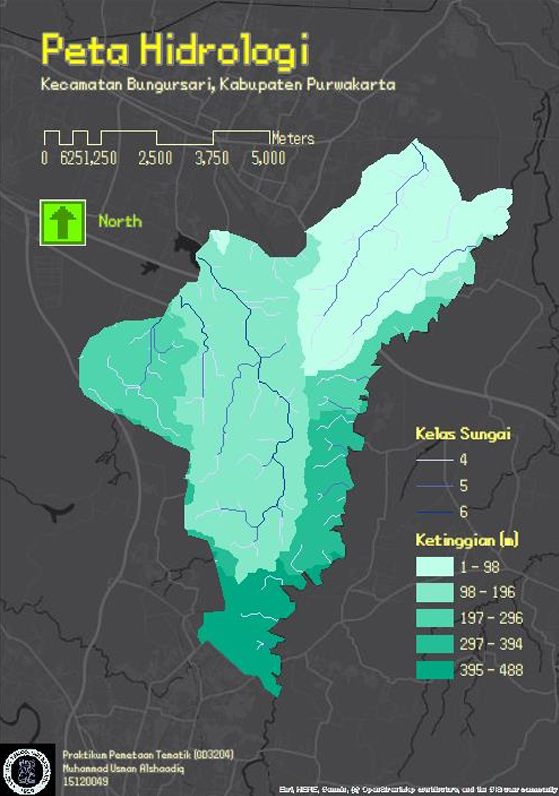 Peta Hidrologi
Kecamatan Bungursari, Kabupaten Purwakarta
Meters
0 6251,250 2,500 3,750 5,000
North
Kelas Sungai
4
5
6
Ketinggian (m)
1 - 98
98 - 196
197 - 296
297 - 394
395 - 488
Praktikum Pemetaan Tematik (GD3204)
Muhammad Usman Alshaadiq
15120049
Esri, HERE, Garmin, (c) OpenStreetMap contributors, and the GIS user community